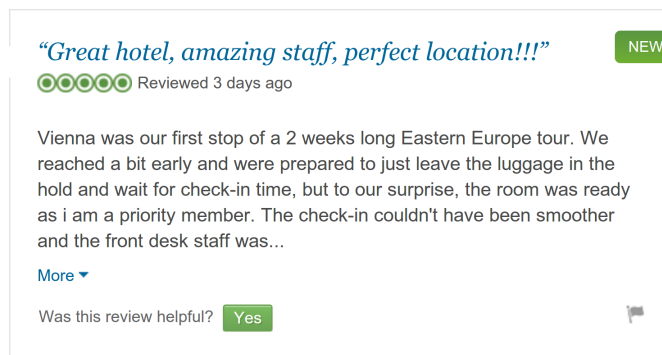 “Great hotel, amazing staff, perfect location!!!”
NEW
Reviewed 3 days ago
Vienna was our first stop of a 2 weeks long Eastern Europe tour. We
reached a bit early and were prepared to just leave the luggage in the
hold and wait for check-in time, but to our surprise, the room was ready
as i am a priority member. The check-in couldn't have been smoother
and the front desk staff was...
More
Was this review helpful? Yes